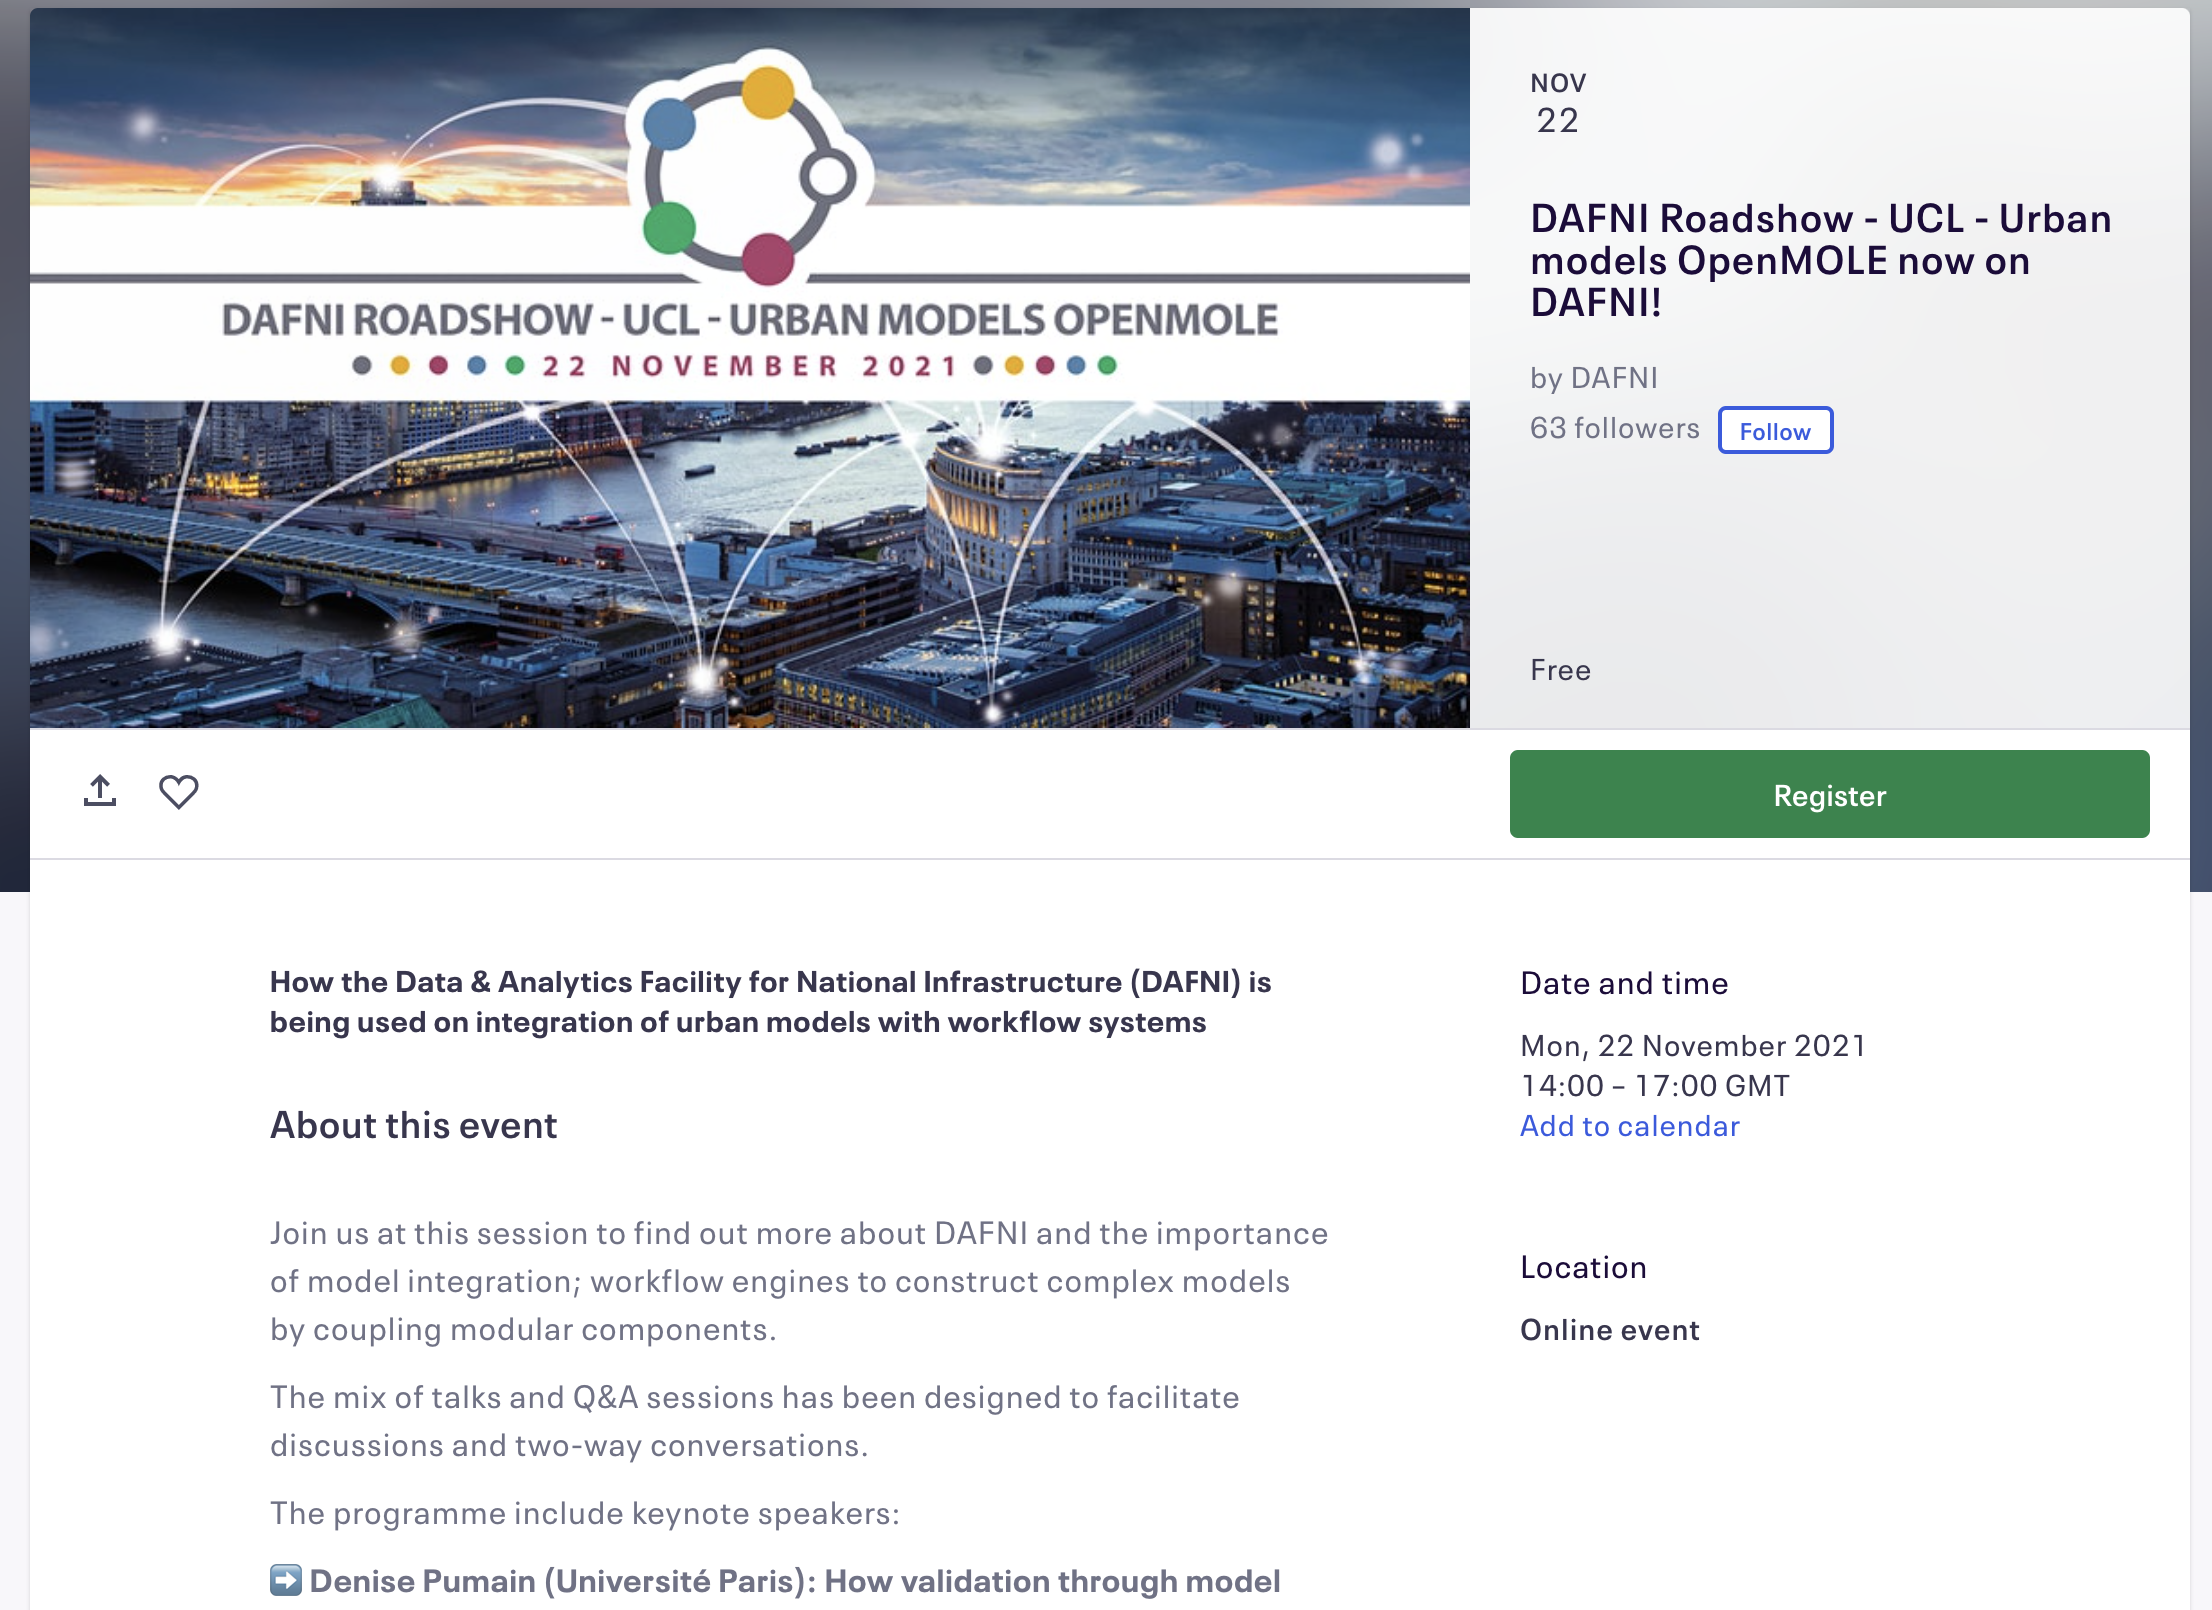 DAFNI ROADSHOW - UCL - URBAN MODELS OPENMOLE
22 NOVEMBER 2021
NOV
22
DAFNI Roadshow - UCL - Urban
models OpenMOLE now on
DAFNI!
by DAFNI
63 followers
Follow
Free
Register
How the Data & Analytics Facility for National Infrastructure (DAFNI) is
being used on integration of urban models with workflow systems
About this event
Join us at this session to find out more about DAFNI and the importance
of model integration; workflow engines to construct complex models
by coupling modular components.
The mix of talks and Q&A sessions has been designed to facilitate
discussions and two-way conversations.
The programme include keynote speakers:
➡️ Denise Pumain (Université Paris): How validation through model
Date and time
Mon, 22 November 2021
14:00 – 17:00 GMT
Add to calendar
Location
Online event